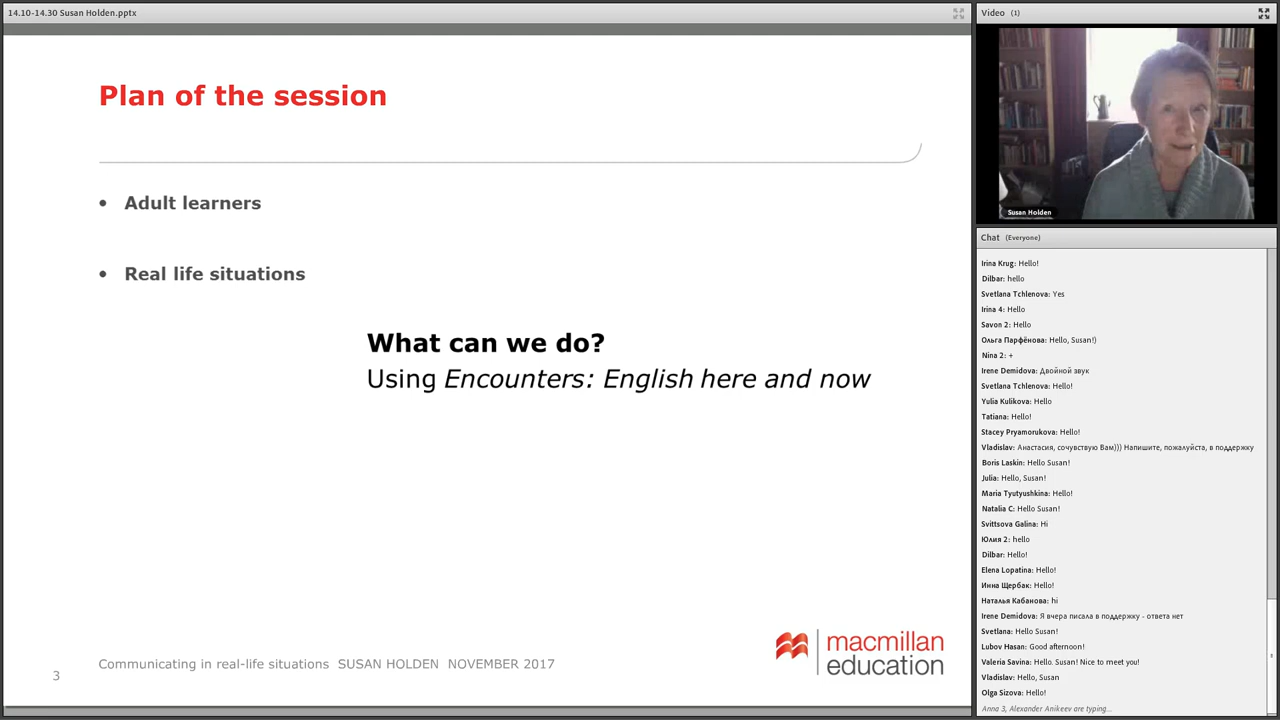 14.10-14.30 Susan Holden.pptx
Plan of the session
• Adult learners
• Real life situations
What can we do?
Using Encounters: English here and now
Communicating in real-life situations SUSAN HOLDEN NOVEMBER 2017
3
macmillan
education
Video (1)
Susan Holden
Chat (Everyone)
Irina Krug: Hello!
Dilbar: hello
Svetlana Tchlenova: Yes
Irina 4: Hello
Savon 2: Hello
Ольга Парфёнова: Hello, Susan!)
Nina 2: +
Irene Demidova: Двойной звук
Svetlana Tchlenova: Hello!
Yulia Kulikova: Hello
Tatiana: Hello!
Stacey Pryamorukova: Hello!
Vladislav: Анастасия, сочувствую Вам))) Напишите, пожалуйста, в поддержку
Boris Laskin: Hello Susan!
Julia: Hello, Susan!
Maria Tyutyushkina: Hello!
Natalia C: Hello Susan!
Svittsova Galina: Hi
Юлия 2: hello
Dilbar: Hello!
Elena Lopatina: Hello!
Инна Щербак: Hello!
Наталья Кабанова: hi
Irene Demidova: Я вчера писала в поддержку - ответа нет
Svetlana: Hello Susan!
Lubov Hasan: Good afternoon!
Valeria Savina: Hello. Susan! Nice to meet you!
Vladislav: Hello, Susan
Olga Sizova: Hello!
Anna 3, Alexander Anikeev are typing...